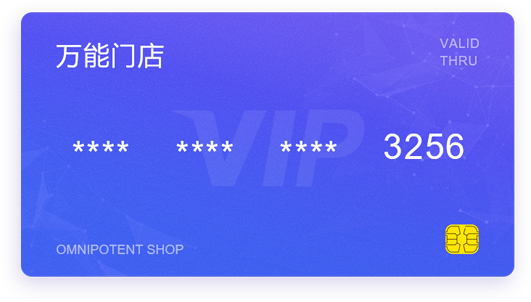 万能门店
VALID
THRU
VIP
**** **** **** 3256
OMNIPOTENT SHOP